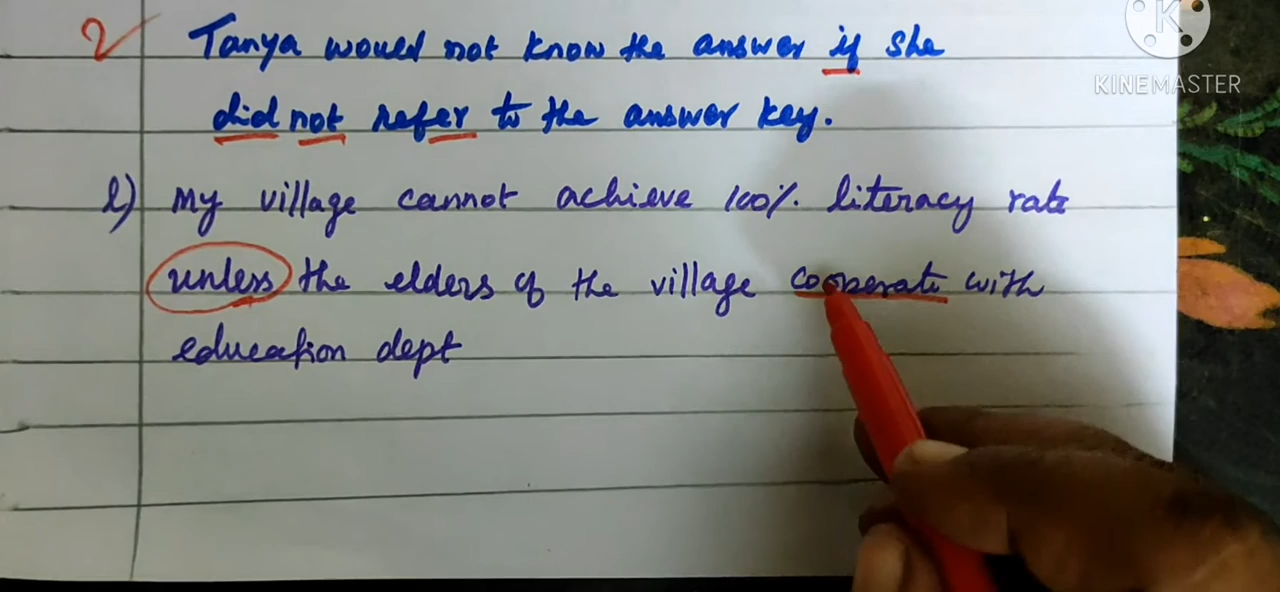 2 Tanya would not know the answer if she
did not refer to the answer key.
K
KINEMASTER
l) My village cannot achieve 100% literacy rate
unless the elders of the village cooperate with
education dept